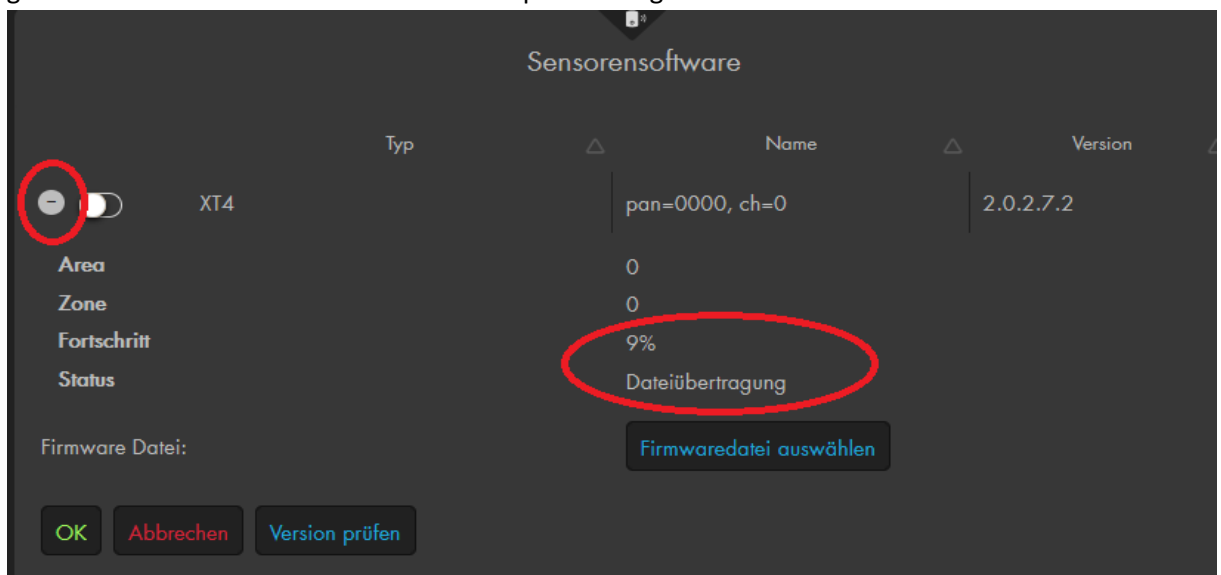 Sensorensoftware
Typ Name Version
XT4 pan=0000, ch=0 2.0.2.7.2
Area 0
Zone 0
Fortschritt 9%
Status Dateiübertragung
Firmware Datei: Firmwaredatei auswählen
OK Abbrechen Version prüfen